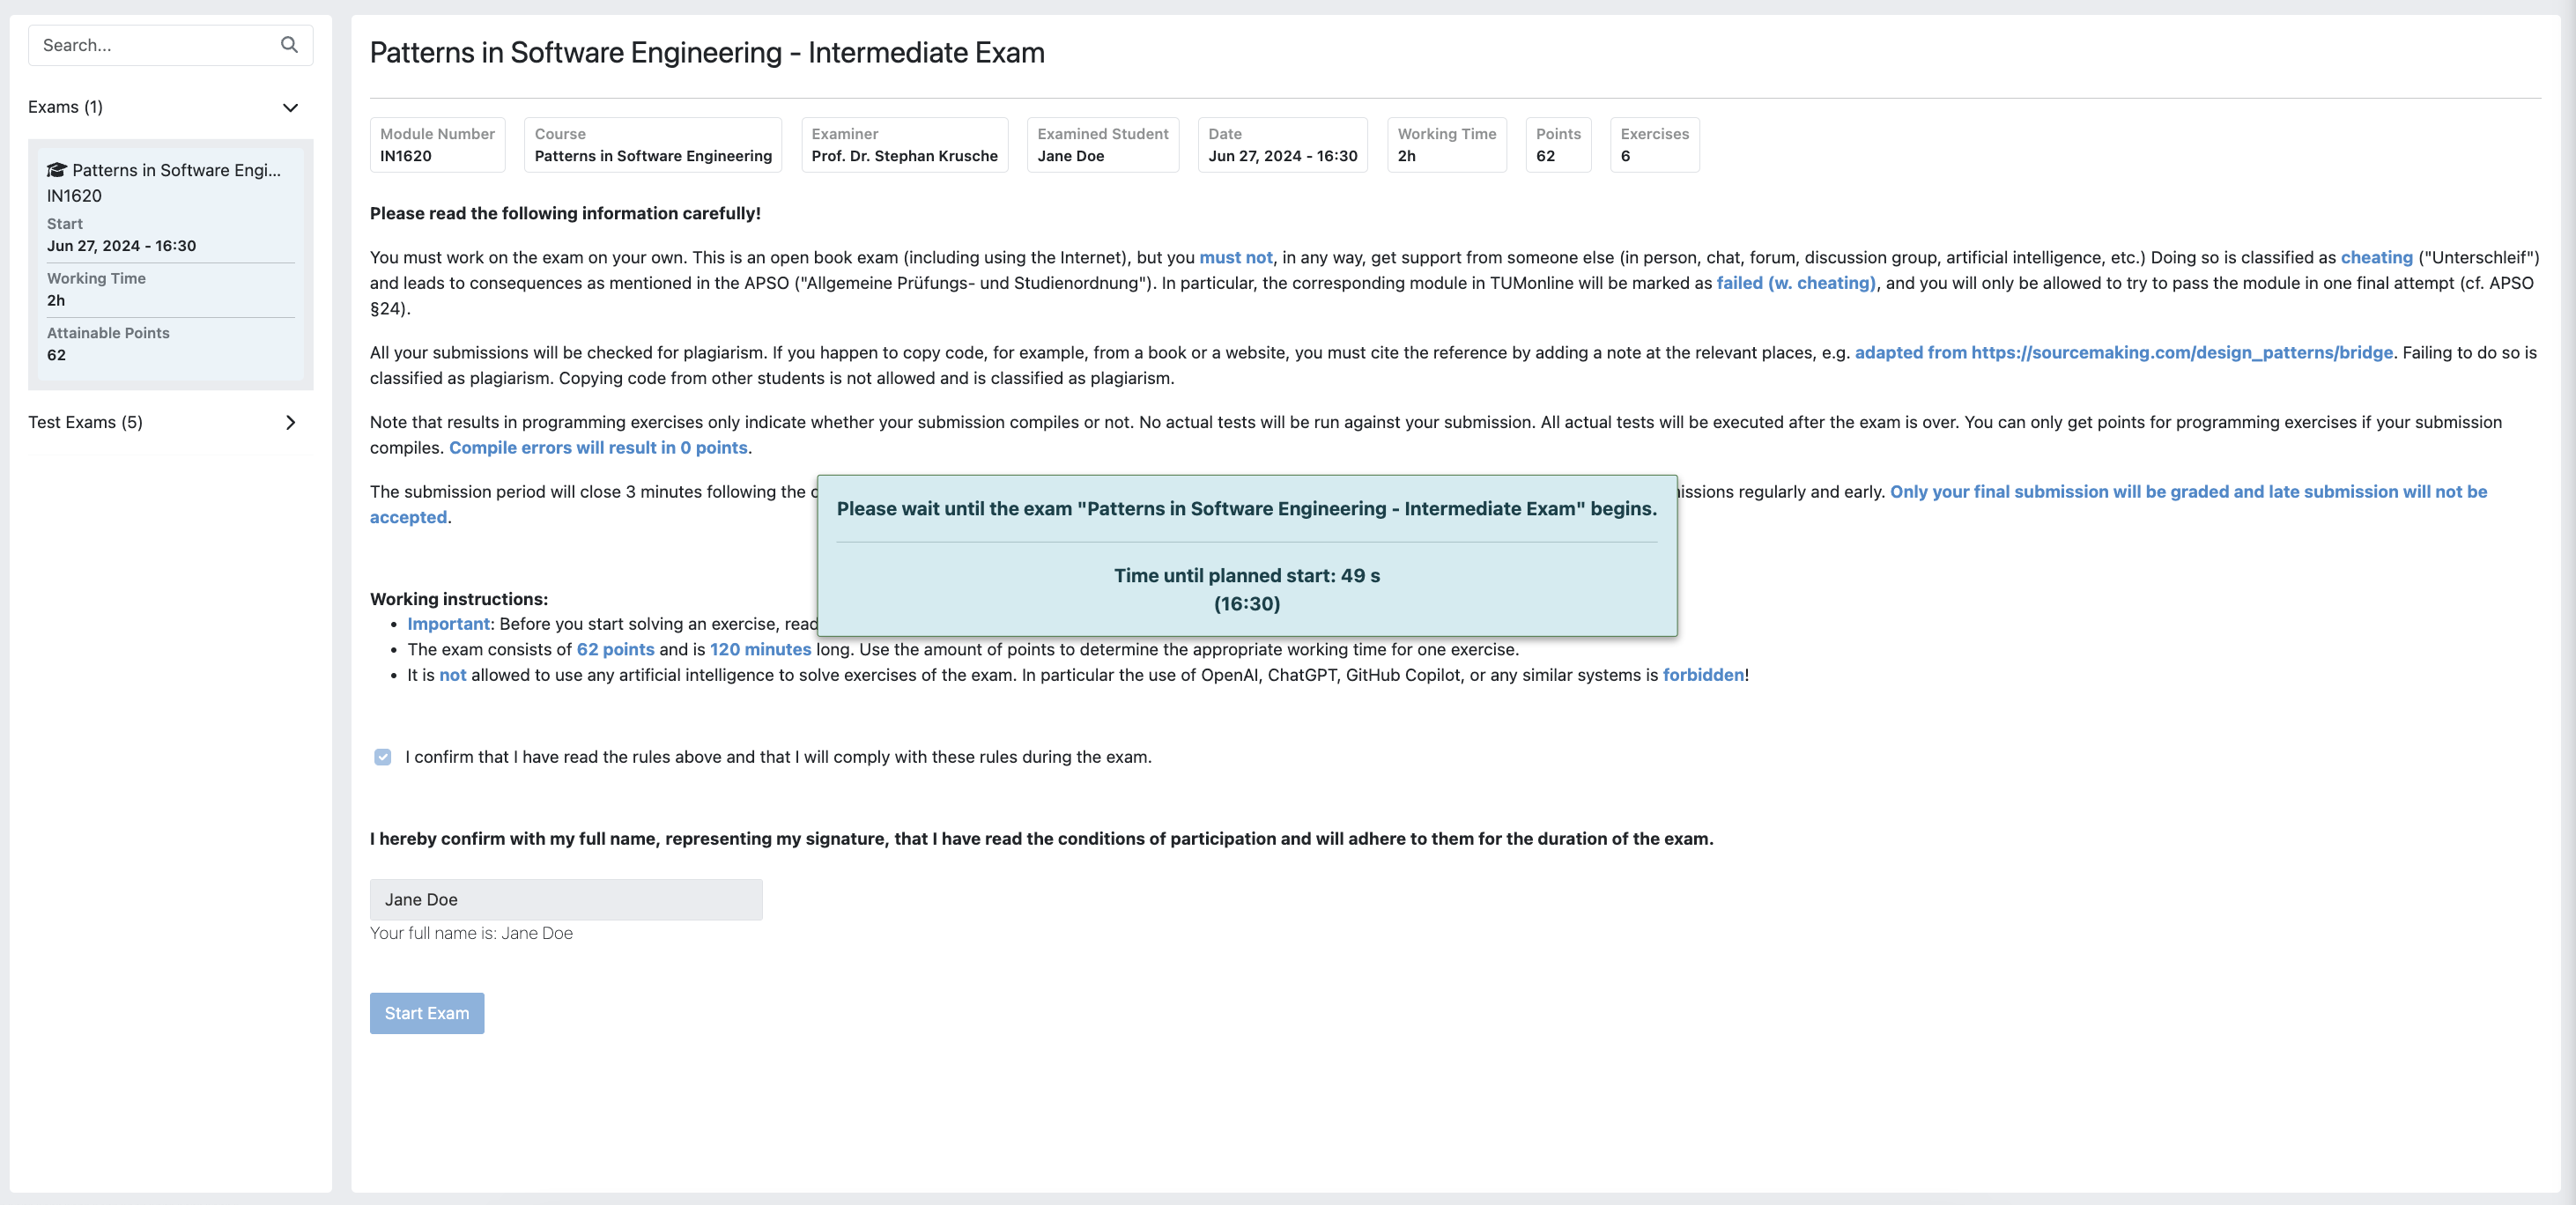 Search...
Exams (1)
Patterns in Software Engi...
IN1620
Start
Jun 27, 2024 - 16:30
Working Time
2h
Attainable Points
62
Test Exams (5)
Patterns in Software Engineering - Intermediate Exam
Module Number
IN1620
Course
Patterns in Software Engineering
Examiner
Prof. Dr. Stephan Krusche
Examined Student
Jane Doe
Date
Jun 27, 2024 - 16:30
Working Time
2h
Points
62
Exercises
6
Please read the following information carefully!
You must work on the exam on your own. This is an open book exam (including using the Internet), but you must not, in any way, get support from someone else (in person, chat, forum, discussion group, artificial intelligence, etc.) Doing so is classified as cheating ("Unterschleif")
and leads to consequences as mentioned in the APSO ("Allgemeine Prüfungs- und Studienordnung"). In particular, the corresponding module in TUMonline will be marked as failed (w. cheating), and you will only be allowed to try to pass the module in one final attempt (cf. APSO
§24).
All your submissions will be checked for plagiarism. If you happen to copy code, for example, from a book or a website, you must cite the reference by adding a note at the relevant places, e.g. adapted from https://sourcemaking.com/design_patterns/bridge. Failing to do so is
classified as plagiarism. Copying code from other students is not allowed and is classified as plagiarism.
Note that results in programming exercises only indicate whether your submission compiles or not. No actual tests will be run against your submission. All actual tests will be executed after the exam is over. You can only get points for programming exercises if your submission
compiles. Compile errors will result in 0 points.
The submission period will close 3 minutes following the regularly and early. Only your final submission will be graded and late submission will not be
accepted.
Please wait until the exam "Patterns in Software Engineering - Intermediate Exam" begins.
Time until planned start: 49 s
(16:30)
Working instructions:
• Important: Before you start solving an exercise, read
• The exam consists of 62 points and is 120 minutes long. Use the amount of points to determine the appropriate working time for one exercise.
• It is not allowed to use any artificial intelligence to solve exercises of the exam. In particular the use of OpenAI, ChatGPT, GitHub Copilot, or any similar systems is forbidden!
I confirm that I have read the rules above and that I will comply with these rules during the exam.
I hereby confirm with my full name, representing my signature, that I have read the conditions of participation and will adhere to them for the duration of the exam.
Jane Doe
Your full name is: Jane Doe
Start Exam